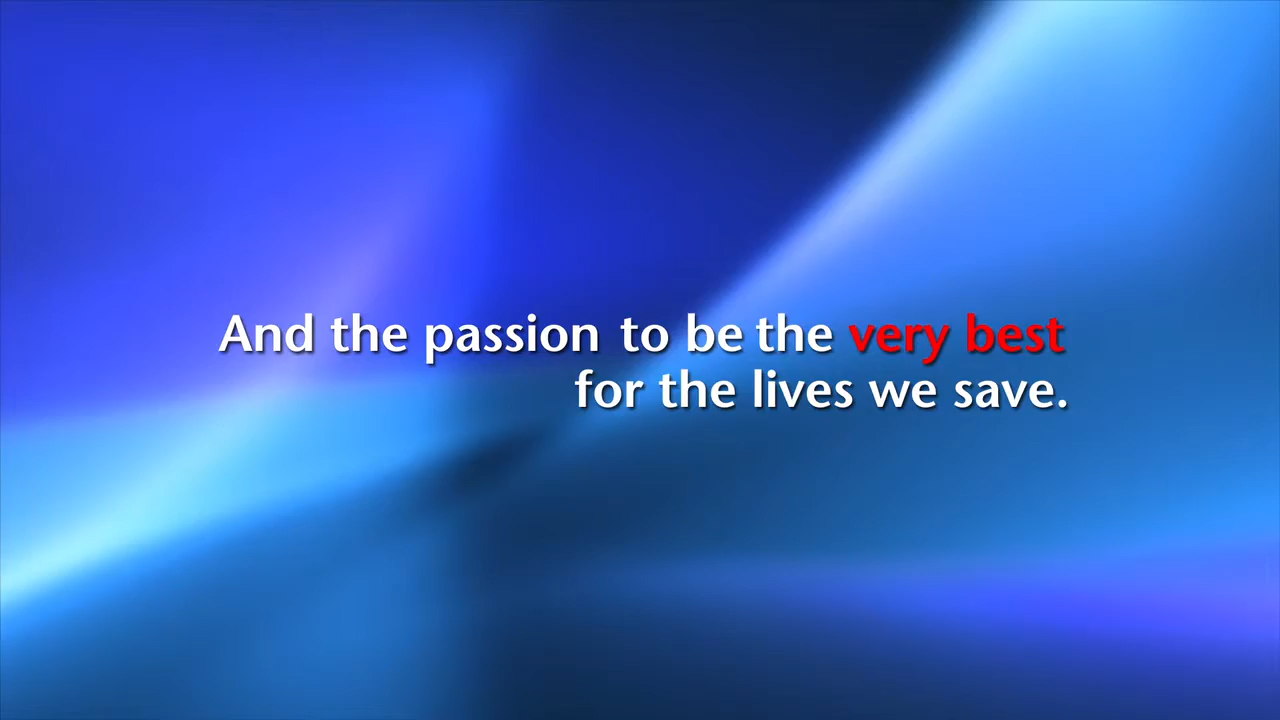 And the passion to be the very best
for the lives we save.